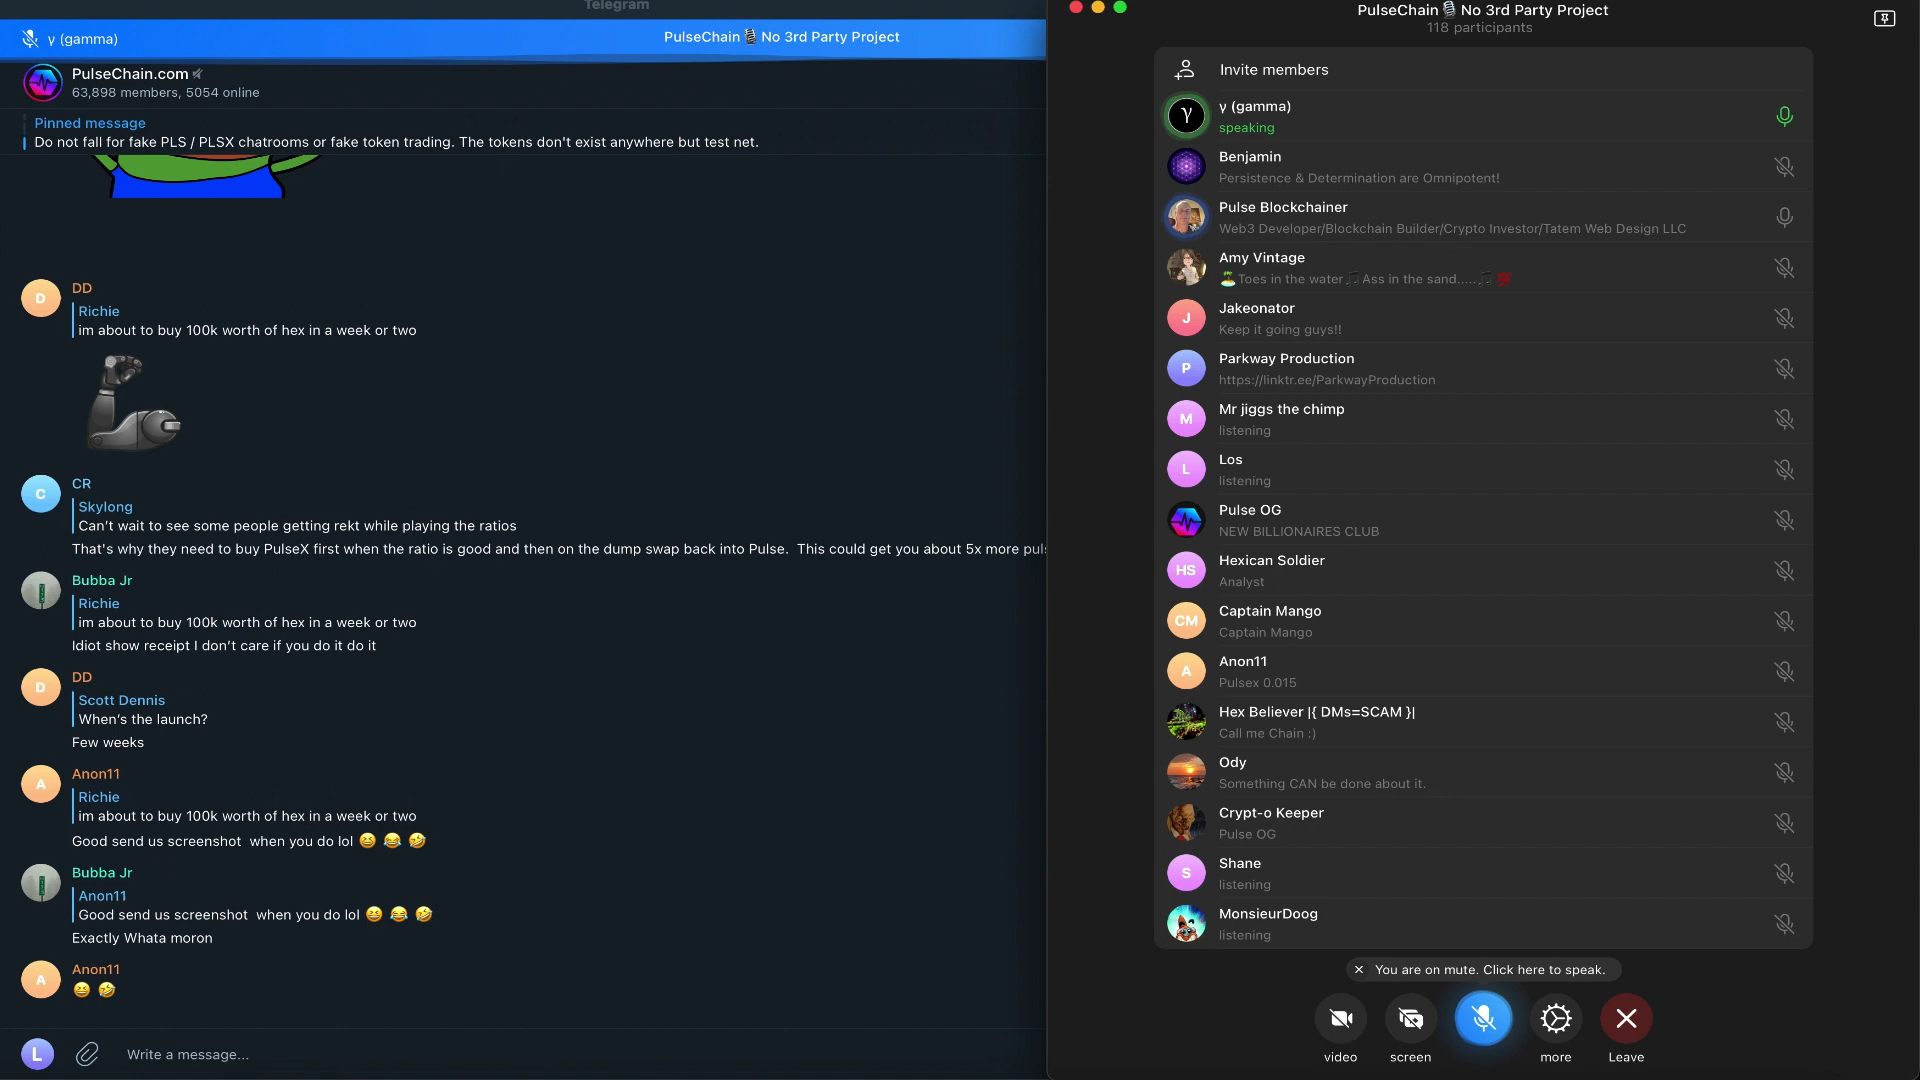 Telegram
γ (gamma)
PulseChain🎙 No 3rd Party Project
PulseChain.com
63,898 members, 5054 online
Pinned message
Do not fall for fake PLS / PLSX chatrooms or fake token trading. The tokens don't exist anywhere but test net.
D
DD
Richie
im about to buy 100k worth of hex in a week or two
C
CR
Skylong
Can't wait to see some people getting rekt while playing the ratios
That's why they need to buy PulseX first when the ratio is good and then on the dump swap back into Pulse.  This could get you about 5x more
Bubba Jr
Richie
im about to buy 100k worth of hex in a week or two
Idiot show receipt I don't care if you do it do it
D
DD
Scott Dennis
When's the launch?
Few weeks
A
Anon11
Richie
im about to buy 100k worth of hex in a week or two
Good send us screenshot  when you do lol 😆 😂 🤣
Bubba Jr
Anon11
Good send us screenshot  when you do lol 😆 😂 🤣
Exactly Whata moron
A
Anon11
😆 🤣
L
Write a message...
PulseChain🎙 No 3rd Party Project
118 participants
Invite members
γ
γ (gamma)
speaking
Benjamin
Persistence & Determination are Omnipotent!
Pulse Blockchainer
Web3 Developer/Blockchain Builder/Crypto Investor/Tatem Web Design LLC
Amy Vintage
🏝Toes in the water🎵Ass in the sand.....🎵💯
J
Jakeonator
Keep it going guys!!
P
Parkway Production
https://linktr.ee/ParkwayProduction
M
Mr jiggs the chimp
listening
L
Los
listening
Pulse OG
NEW BILLIONAIRES CLUB
HS
Hexican Soldier
Analyst
CM
Captain Mango
Captain Mango
A
Anon11
Pulsex 0.015
Hex Believer |{ DMs=SCAM }|
Call me Chain :)
Ody
Something CAN be done about it.
Crypt-o Keeper
Pulse OG
S
Shane
listening
MonsieurDoog
listening
You are on mute. Click here to speak.
video
screen
more
Leave